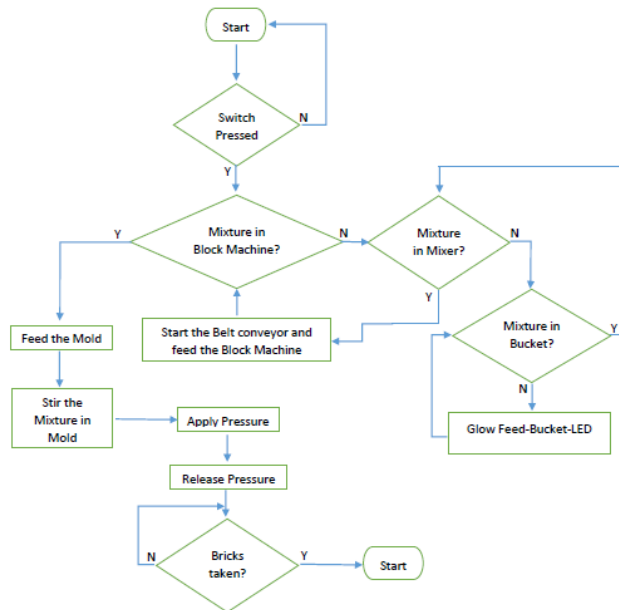 Start
N
Switch
Pressed
Y
Y
Mixture in
Block Machine?
N
Mixture
in Mixer?
N
Y
Feed the Mold
Start the Belt conveyor and
feed the Block Machine
Mixture in
Bucket?
Y
N
Stir the
Mixture in
Mold
Apply Pressure
Glow Feed-Bucket-LED
Release Pressure
N
Bricks
taken?
Y
Start